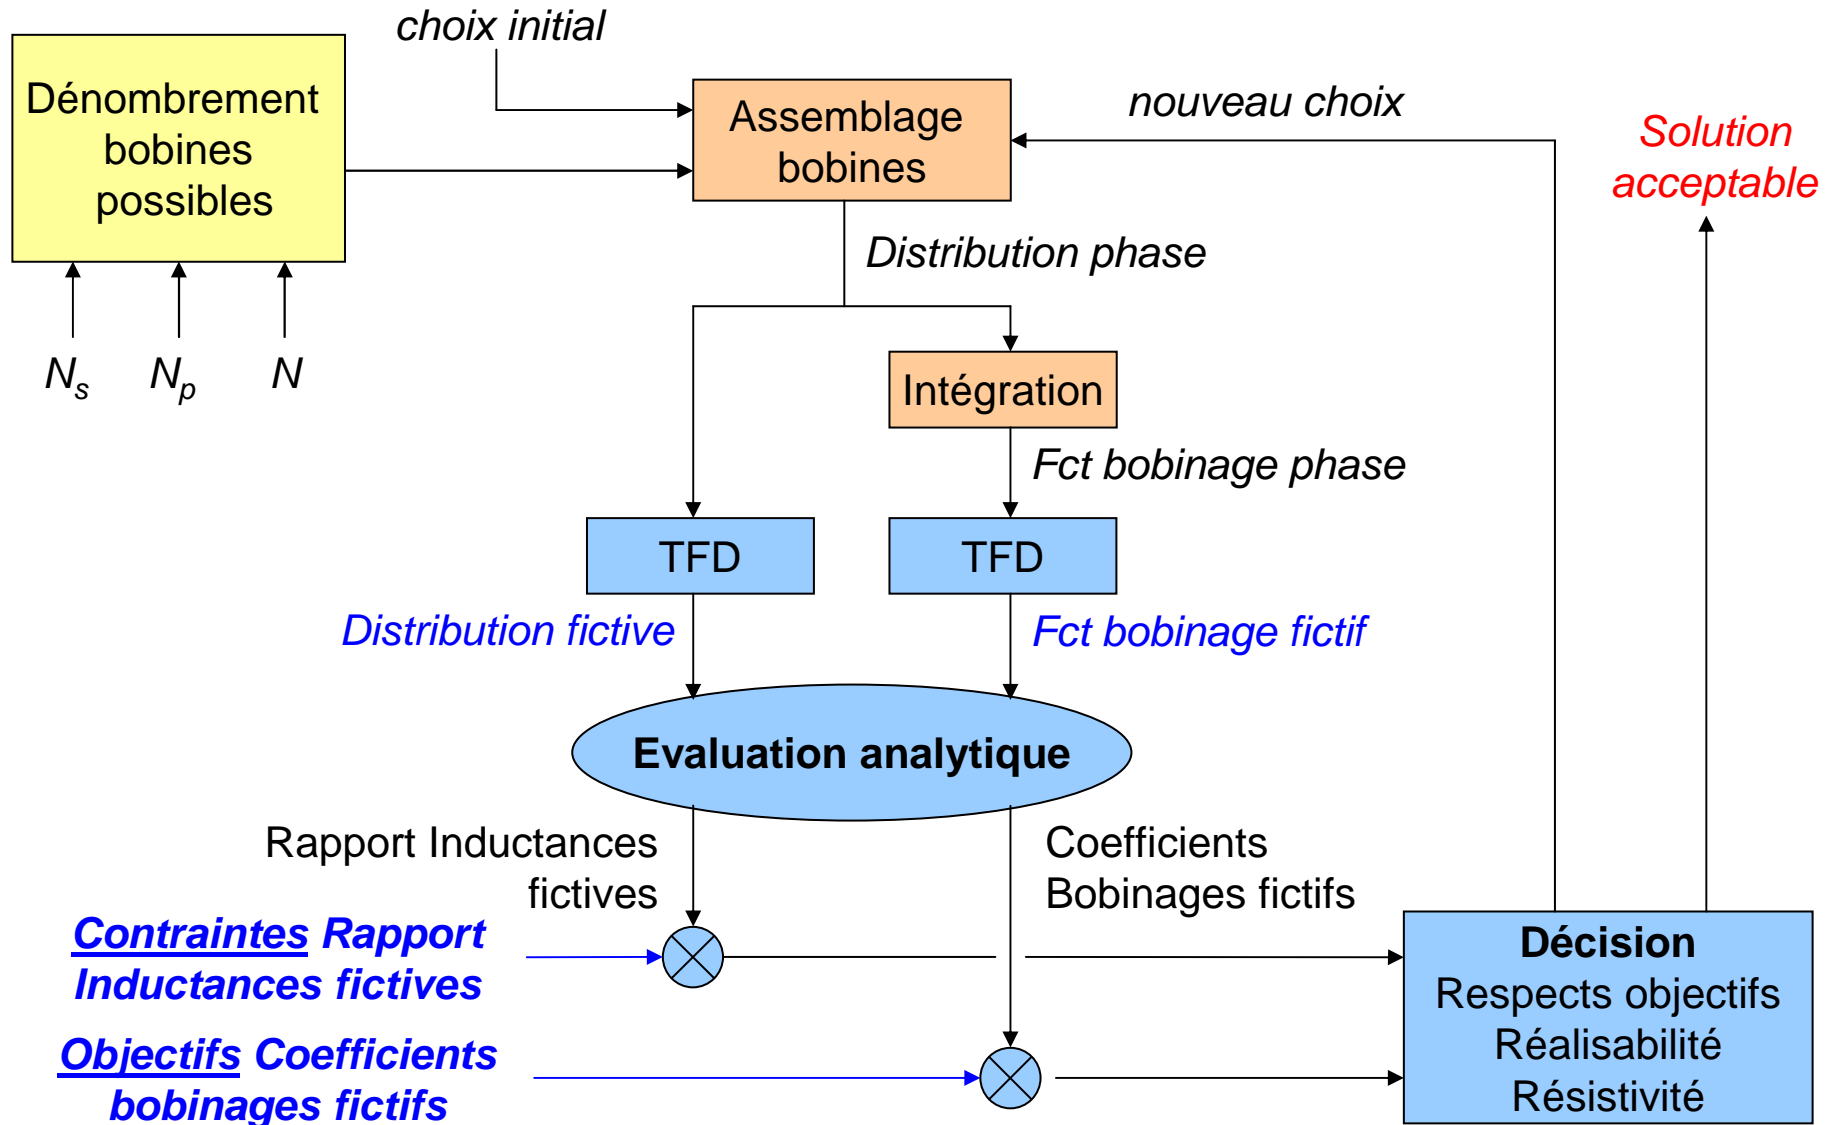 choix initial
Dénombrement
bobines
possibles
Assemblage
bobines
nouveau choix
Solution
acceptable
Distribution phase
N_s N_p N
Intégration
Fct bobinage phase
TFD
TFD
Distribution fictive
Fct bobinage fictif
Evaluation analytique
Rapport Inductances
fictives
Coefficients
Bobinages fictifs
Contraintes Rapport
Inductances fictives
Objectifs Coefficients
bobinages fictifs
Décision
Respects objectifs
Réalisabilité
Résistivité